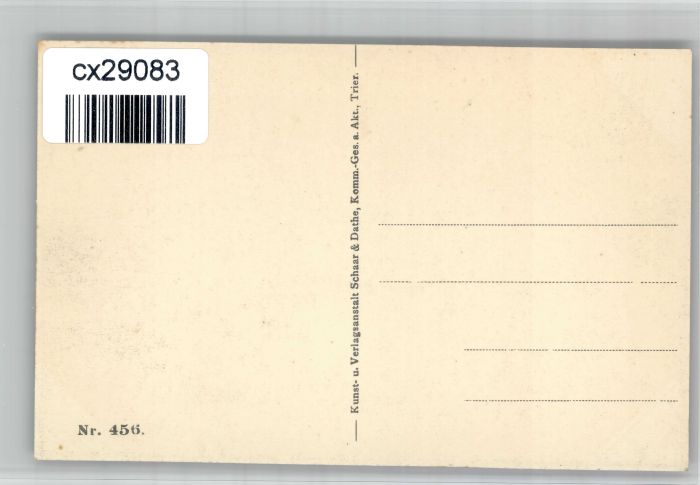 cx29083
Kunst- u. Verlagsanstalt Schaar & Dathe, Komm.-Ges. a. Akt., Trier.
Nr. 456.